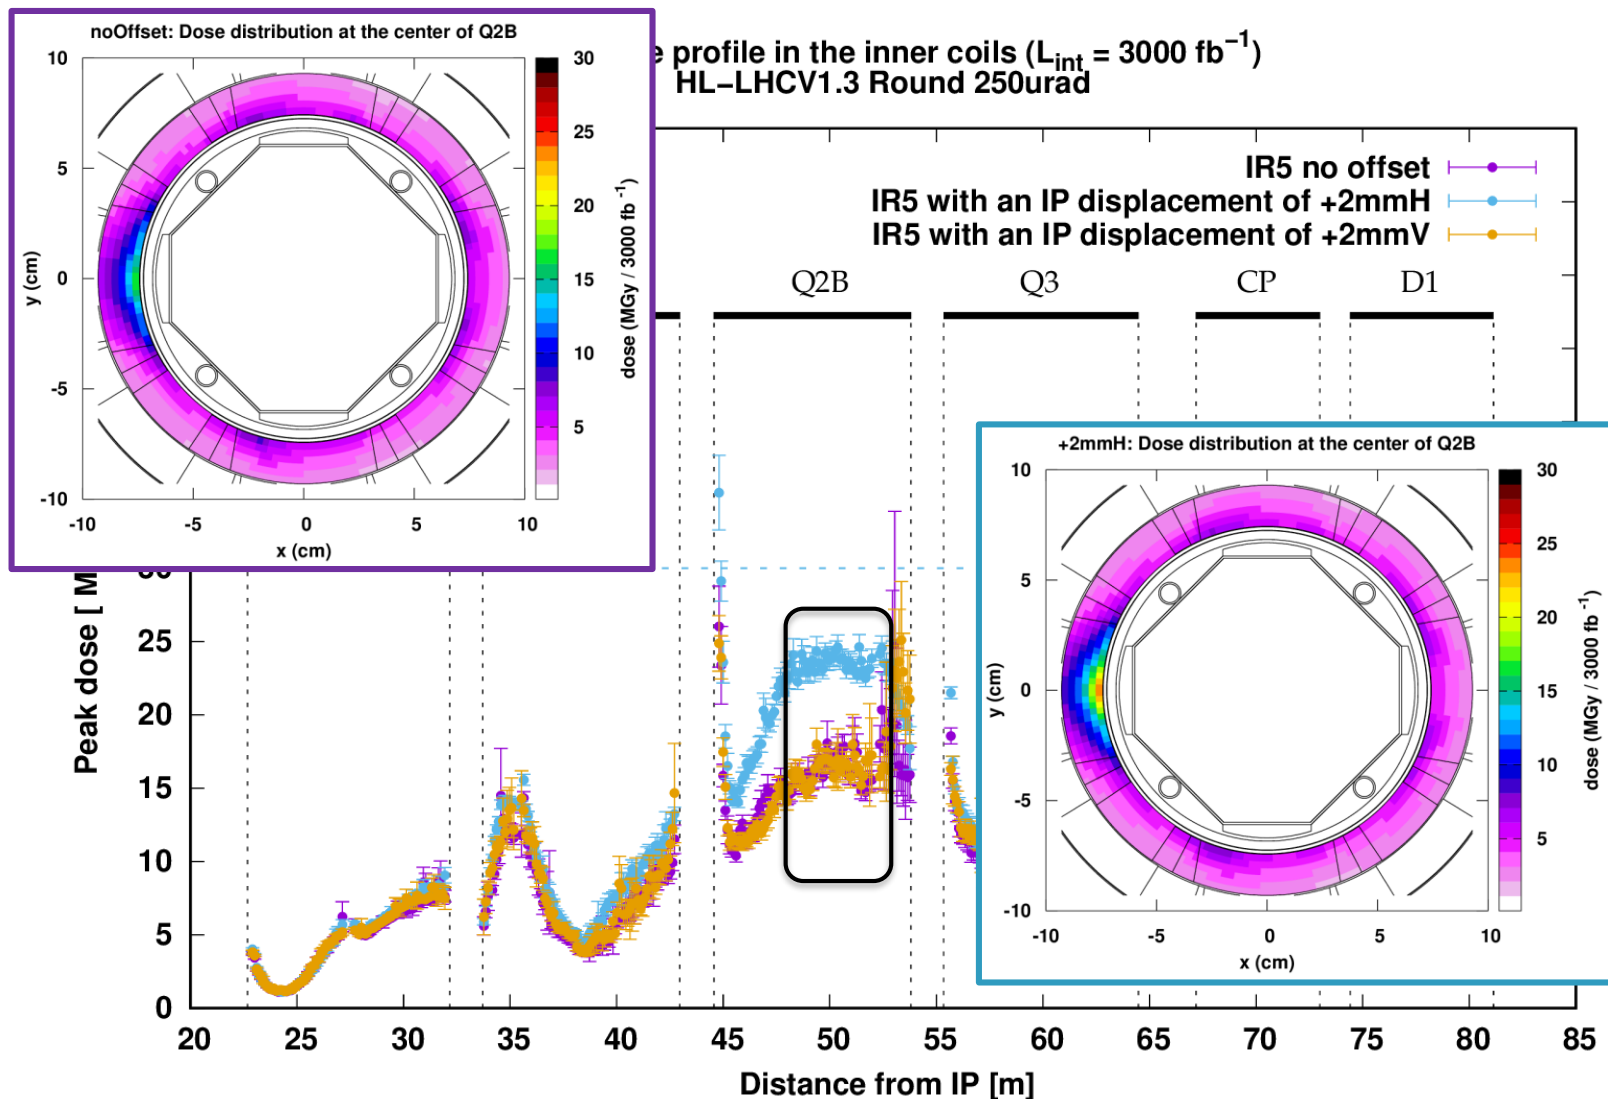 e profile in the inner coils (L_int = 3000 fb⁻¹)
HL−LHCV1.3 Round 250urad
noOffset: Dose distribution at the center of Q2B
10
5
0
-5
-10
-10
-5
0
5
10
y (cm)
x (cm)
30
25
20
15
10
5
dose (MGy / 3000 fb ⁻¹)
IR5 no offset
IR5 with an IP displacement of +2mmH
IR5 with an IP displacement of +2mmV
Q2B
Q3
CP
D1
+2mmH: Dose distribution at the center of Q2B
10
5
0
-5
-10
-10
-5
0
5
10
y (cm)
x (cm)
30
25
20
15
10
5
dose (MGy / 3000 fb ⁻¹)
Peak dose [ M
25
20
15
10
5
0
20
25
30
35
40
45
50
55
60
65
70
75
80
85
Distance from IP [m]